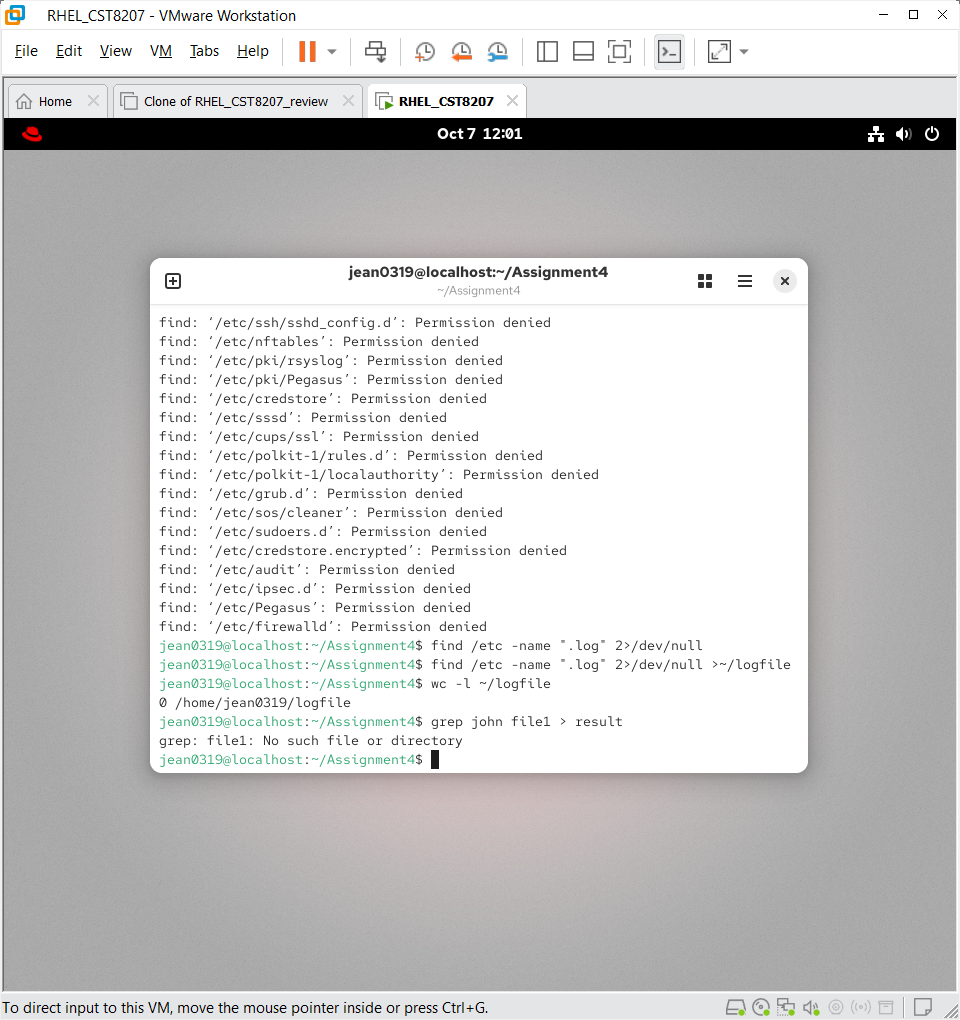 RHEL_CST8207 - VMware Workstation
File Edit View VM Tabs Help
Home
Clone of RHEL_CST8207_review
RHEL_CST8207
Oct 7 12:01
jean0319@localhost:~/Assignment4
~/Assignment4
find: ‘/etc/ssh/sshd_config.d’: Permission denied
find: ‘/etc/nftables’: Permission denied
find: ‘/etc/pki/rsyslog’: Permission denied
find: ‘/etc/pki/Pegasus’: Permission denied
find: ‘/etc/credstore’: Permission denied
find: ‘/etc/sssd’: Permission denied
find: ‘/etc/cups/ssl’: Permission denied
find: ‘/etc/polkit-1/rules.d’: Permission denied
find: ‘/etc/polkit-1/localauthority’: Permission denied
find: ‘/etc/grub.d’: Permission denied
find: ‘/etc/sos/cleaner’: Permission denied
find: ‘/etc/sudoers.d’: Permission denied
find: ‘/etc/credstore.encrypted’: Permission denied
find: ‘/etc/audit’: Permission denied
find: ‘/etc/ipsec.d’: Permission denied
find: ‘/etc/Pegasus’: Permission denied
find: ‘/etc/firewalld’: Permission denied
jean0319@localhost:~/Assignment4$ find /etc -name ".log" 2>/dev/null
jean0319@localhost:~/Assignment4$ find /etc -name ".log" 2>/dev/null >~/logfile
jean0319@localhost:~/Assignment4$ wc -l ~/logfile
0 /home/jean0319/logfile
jean0319@localhost:~/Assignment4$ grep john file1 > result
grep: file1: No such file or directory
jean0319@localhost:~/Assignment4$
To direct input to this VM, move the mouse pointer inside or press Ctrl+G.